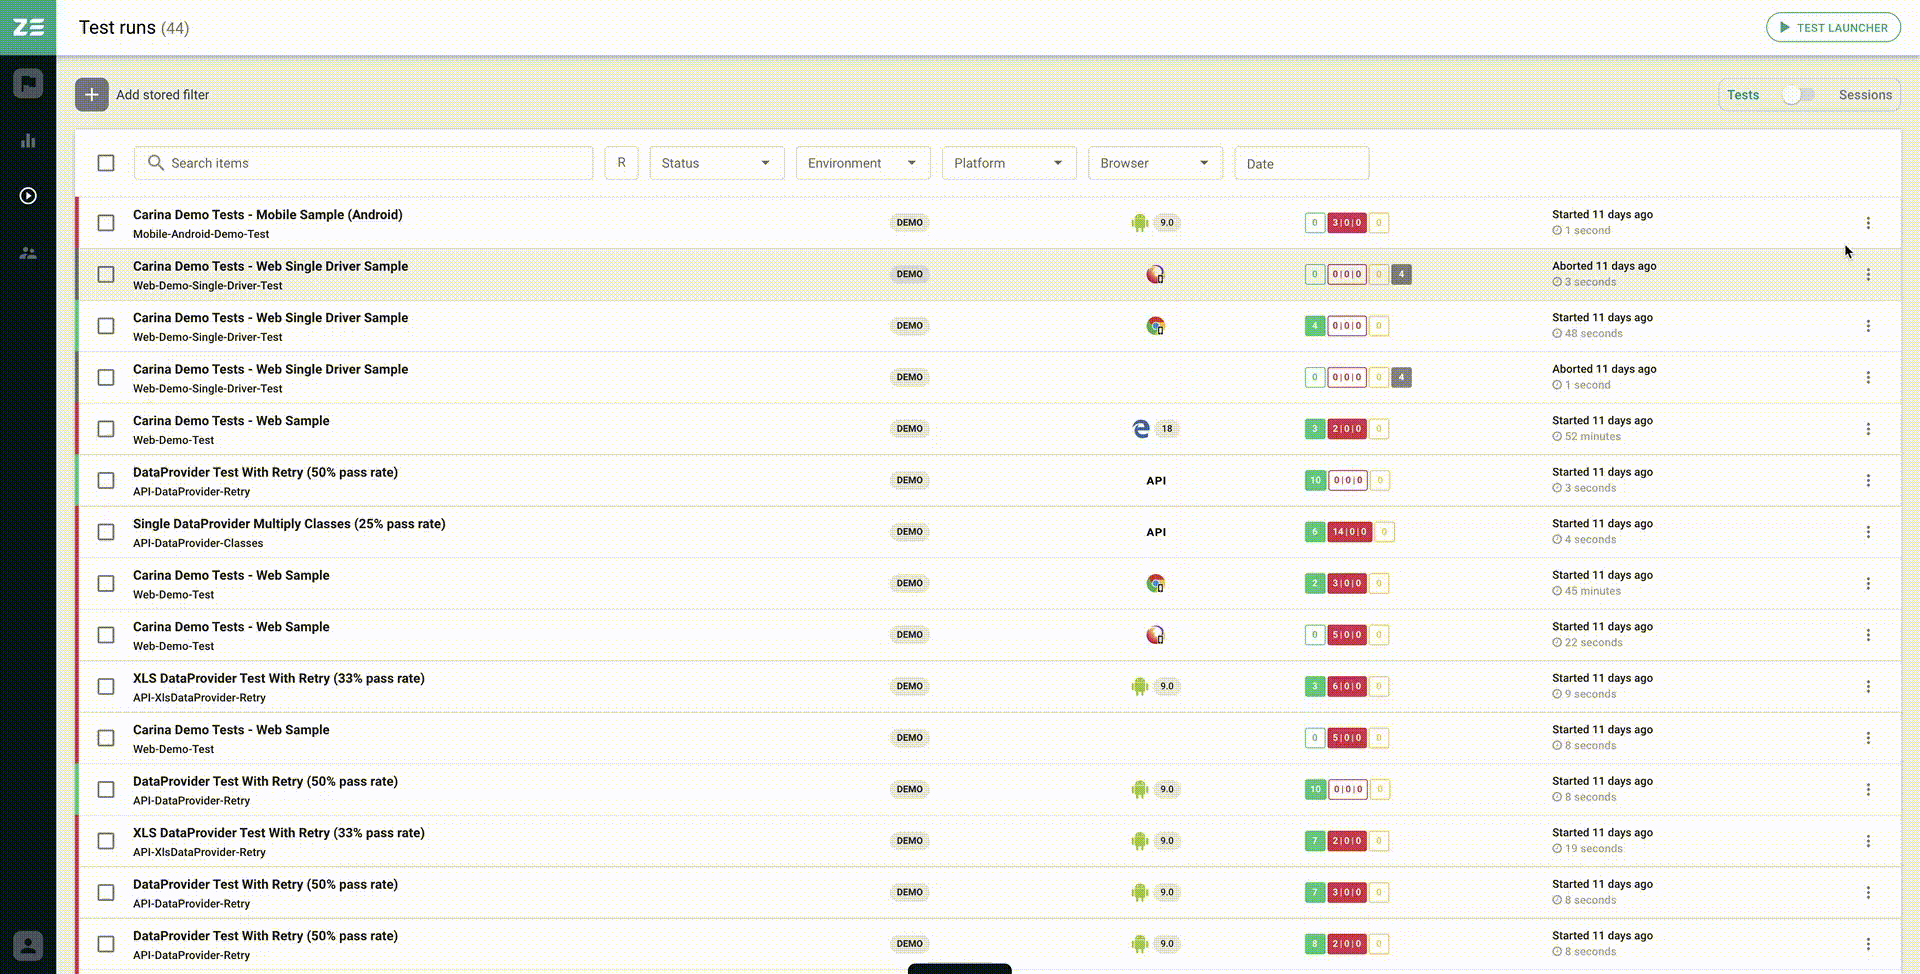 ZE
Test runs (44)
TEST LAUNCHER
Add stored filter
Tests
Sessions
Search items
R
Status
Environment
Platform
Browser
Date
Carina Demo Tests - Mobile Sample (Android)
Mobile-Android-Demo-Test
DEMO
9.0
0 3|0|0 0
Started 11 days ago
1 second
Carina Demo Tests - Web Single Driver Sample
Web-Demo-Single-Driver-Test
DEMO
0 0|0|0 0 4
Aborted 11 days ago
3 seconds
Carina Demo Tests - Web Single Driver Sample
Web-Demo-Single-Driver-Test
DEMO
4 0|0|0 0
Started 11 days ago
48 seconds
Carina Demo Tests - Web Single Driver Sample
Web-Demo-Single-Driver-Test
DEMO
0 0|0|0 0 4
Aborted 11 days ago
1 second
Carina Demo Tests - Web Sample
Web-Demo-Test
DEMO
18
3 2|0|0 0
Started 11 days ago
52 minutes
DataProvider Test With Retry (50% pass rate)
API-DataProvider-Retry
DEMO
API
10 0|0|0 0
Started 11 days ago
3 seconds
Single DataProvider Multiply Classes (25% pass rate)
API-DataProvider-Classes
DEMO
API
6 14|0|0 0
Started 11 days ago
4 seconds
Carina Demo Tests - Web Sample
Web-Demo-Test
DEMO
2 3|0|0 0
Started 11 days ago
45 minutes
Carina Demo Tests - Web Sample
Web-Demo-Test
DEMO
0 5|0|0 0
Started 11 days ago
22 seconds
XLS DataProvider Test With Retry (33% pass rate)
API-XlsDataProvider-Retry
DEMO
9.0
3 6|0|0 0
Started 11 days ago
9 seconds
Carina Demo Tests - Web Sample
Web-Demo-Test
DEMO
0 5|0|0 0
Started 11 days ago
8 seconds
DataProvider Test With Retry (50% pass rate)
API-DataProvider-Retry
DEMO
9.0
10 0|0|0 0
Started 11 days ago
8 seconds
XLS DataProvider Test With Retry (33% pass rate)
API-XlsDataProvider-Retry
DEMO
9.0
7 2|0|0 0
Started 11 days ago
19 seconds
DataProvider Test With Retry (50% pass rate)
API-DataProvider-Retry
DEMO
9.0
7 3|0|0 0
Started 11 days ago
8 seconds
DataProvider Test With Retry (50% pass rate)
API-DataProvider-Retry
DEMO
9.0
8 2|0|0 0
Started 11 days ago
8 seconds